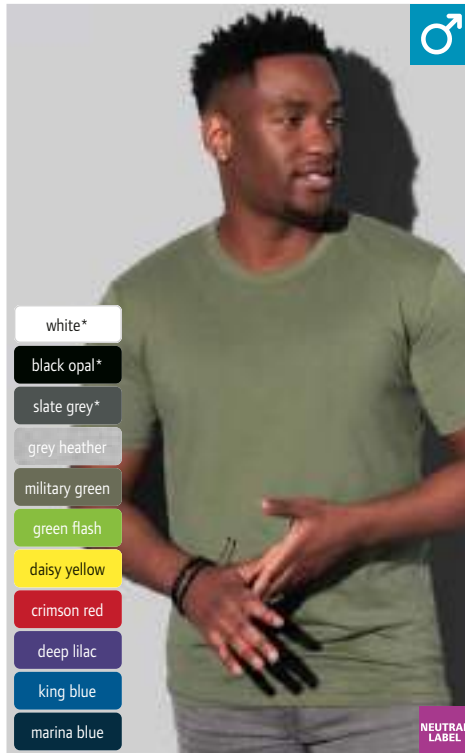 white*
black opal*
slate grey*
grey heather
military green
green flash
daisy yellow
crimson red
deep lilac
king blue
marina blue
NEUTRAL
LABEL